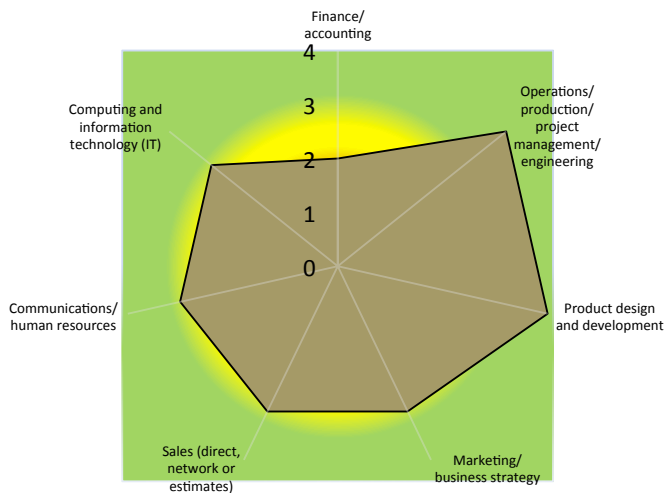 Finance/
accounting
4
3
2
1
0
Operations/
production/
project
management/
engineering
Product design
and development
Marketing/
business strategy
Sales (direct,
network or
estimates)
Communications/
human resources
Computing and
information
technology (IT)